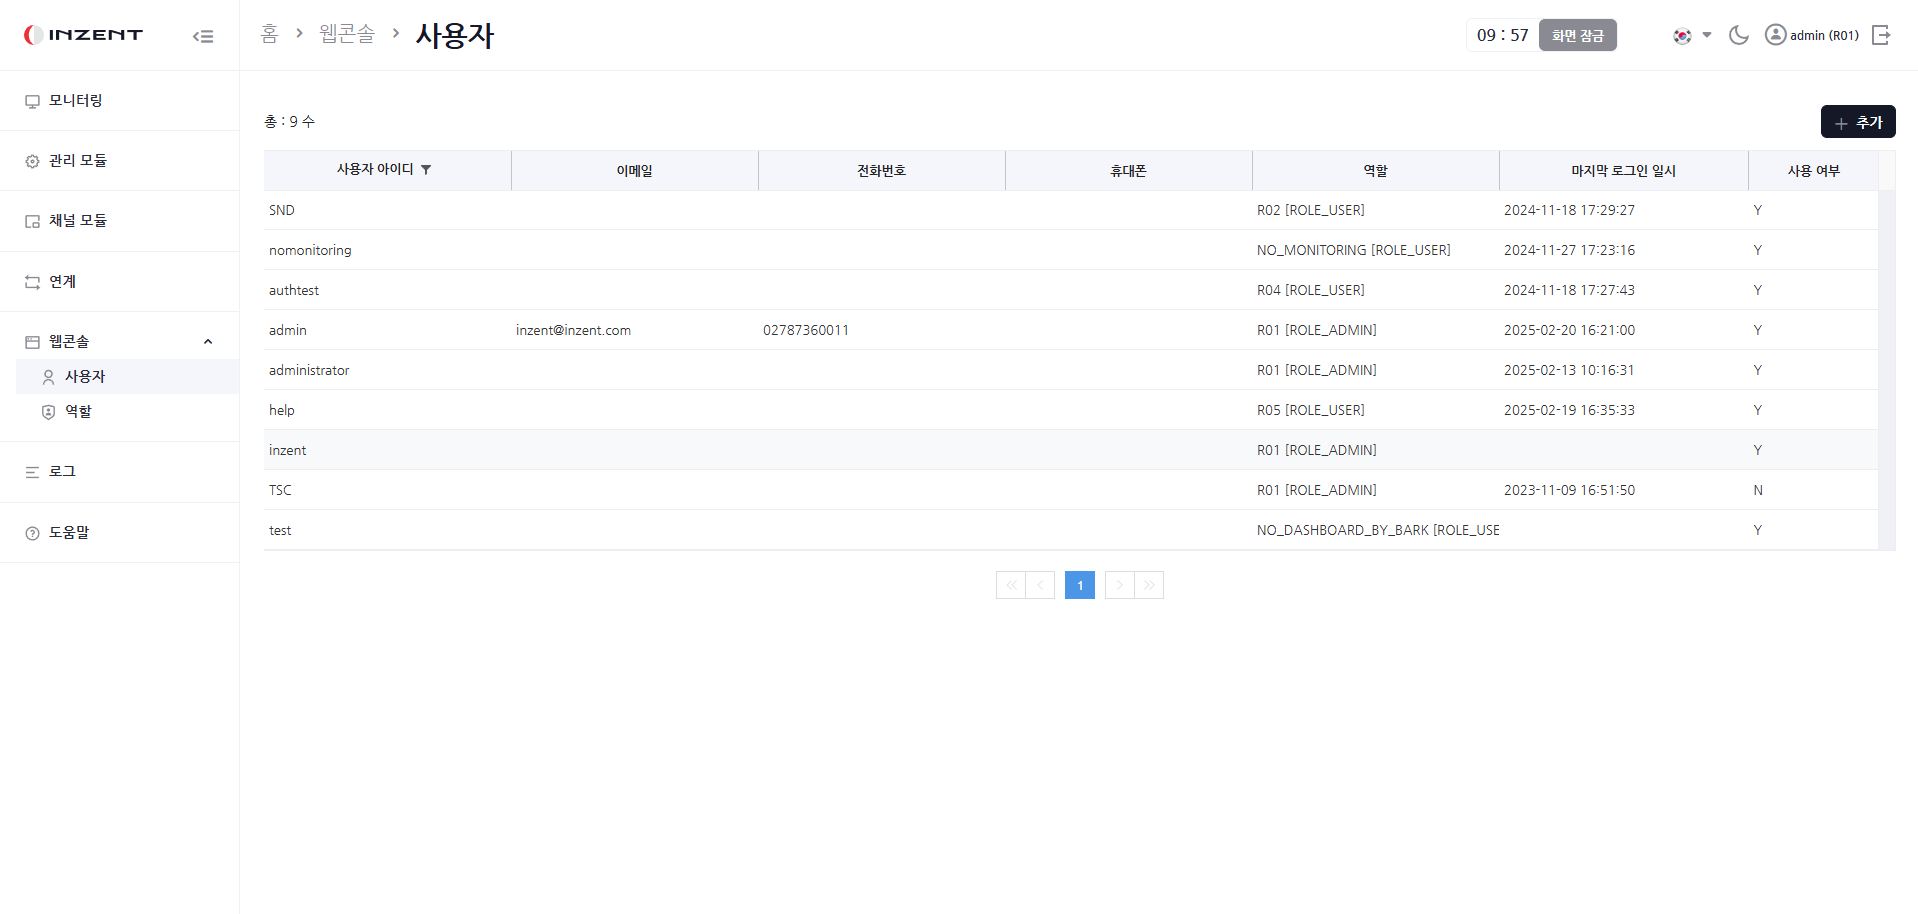 INZENT
홈 > 웹콘솔 > 사용자
09 : 57 화면 잠금
admin (R01)
모니터링
관리 모듈
채널 모듈
연계
웹콘솔
사용자
역할
로그
도움말
총 : 9 수
+ 추가
사용자 아이디 이메일 전화번호 휴대폰 역할 마지막 로그인 일시 사용 여부
SND R02 [ROLE_USER] 2024-11-18 17:29:27 Y
nomonitoring NO_MONITORING [ROLE_USER] 2024-11-27 17:23:16 Y
authtest R04 [ROLE_USER] 2024-11-18 17:27:43 Y
admin inzent@inzent.com 02787360011 R01 [ROLE_ADMIN] 2025-02-20 16:21:00 Y
administrator R01 [ROLE_ADMIN] 2025-02-13 10:16:31 Y
help R05 [ROLE_USER] 2025-02-19 16:35:33 Y
inzent R01 [ROLE_ADMIN] Y
TSC R01 [ROLE_ADMIN] 2023-11-09 16:51:50 N
test NO_DASHBOARD_BY_BARK [ROLE_USE Y
1